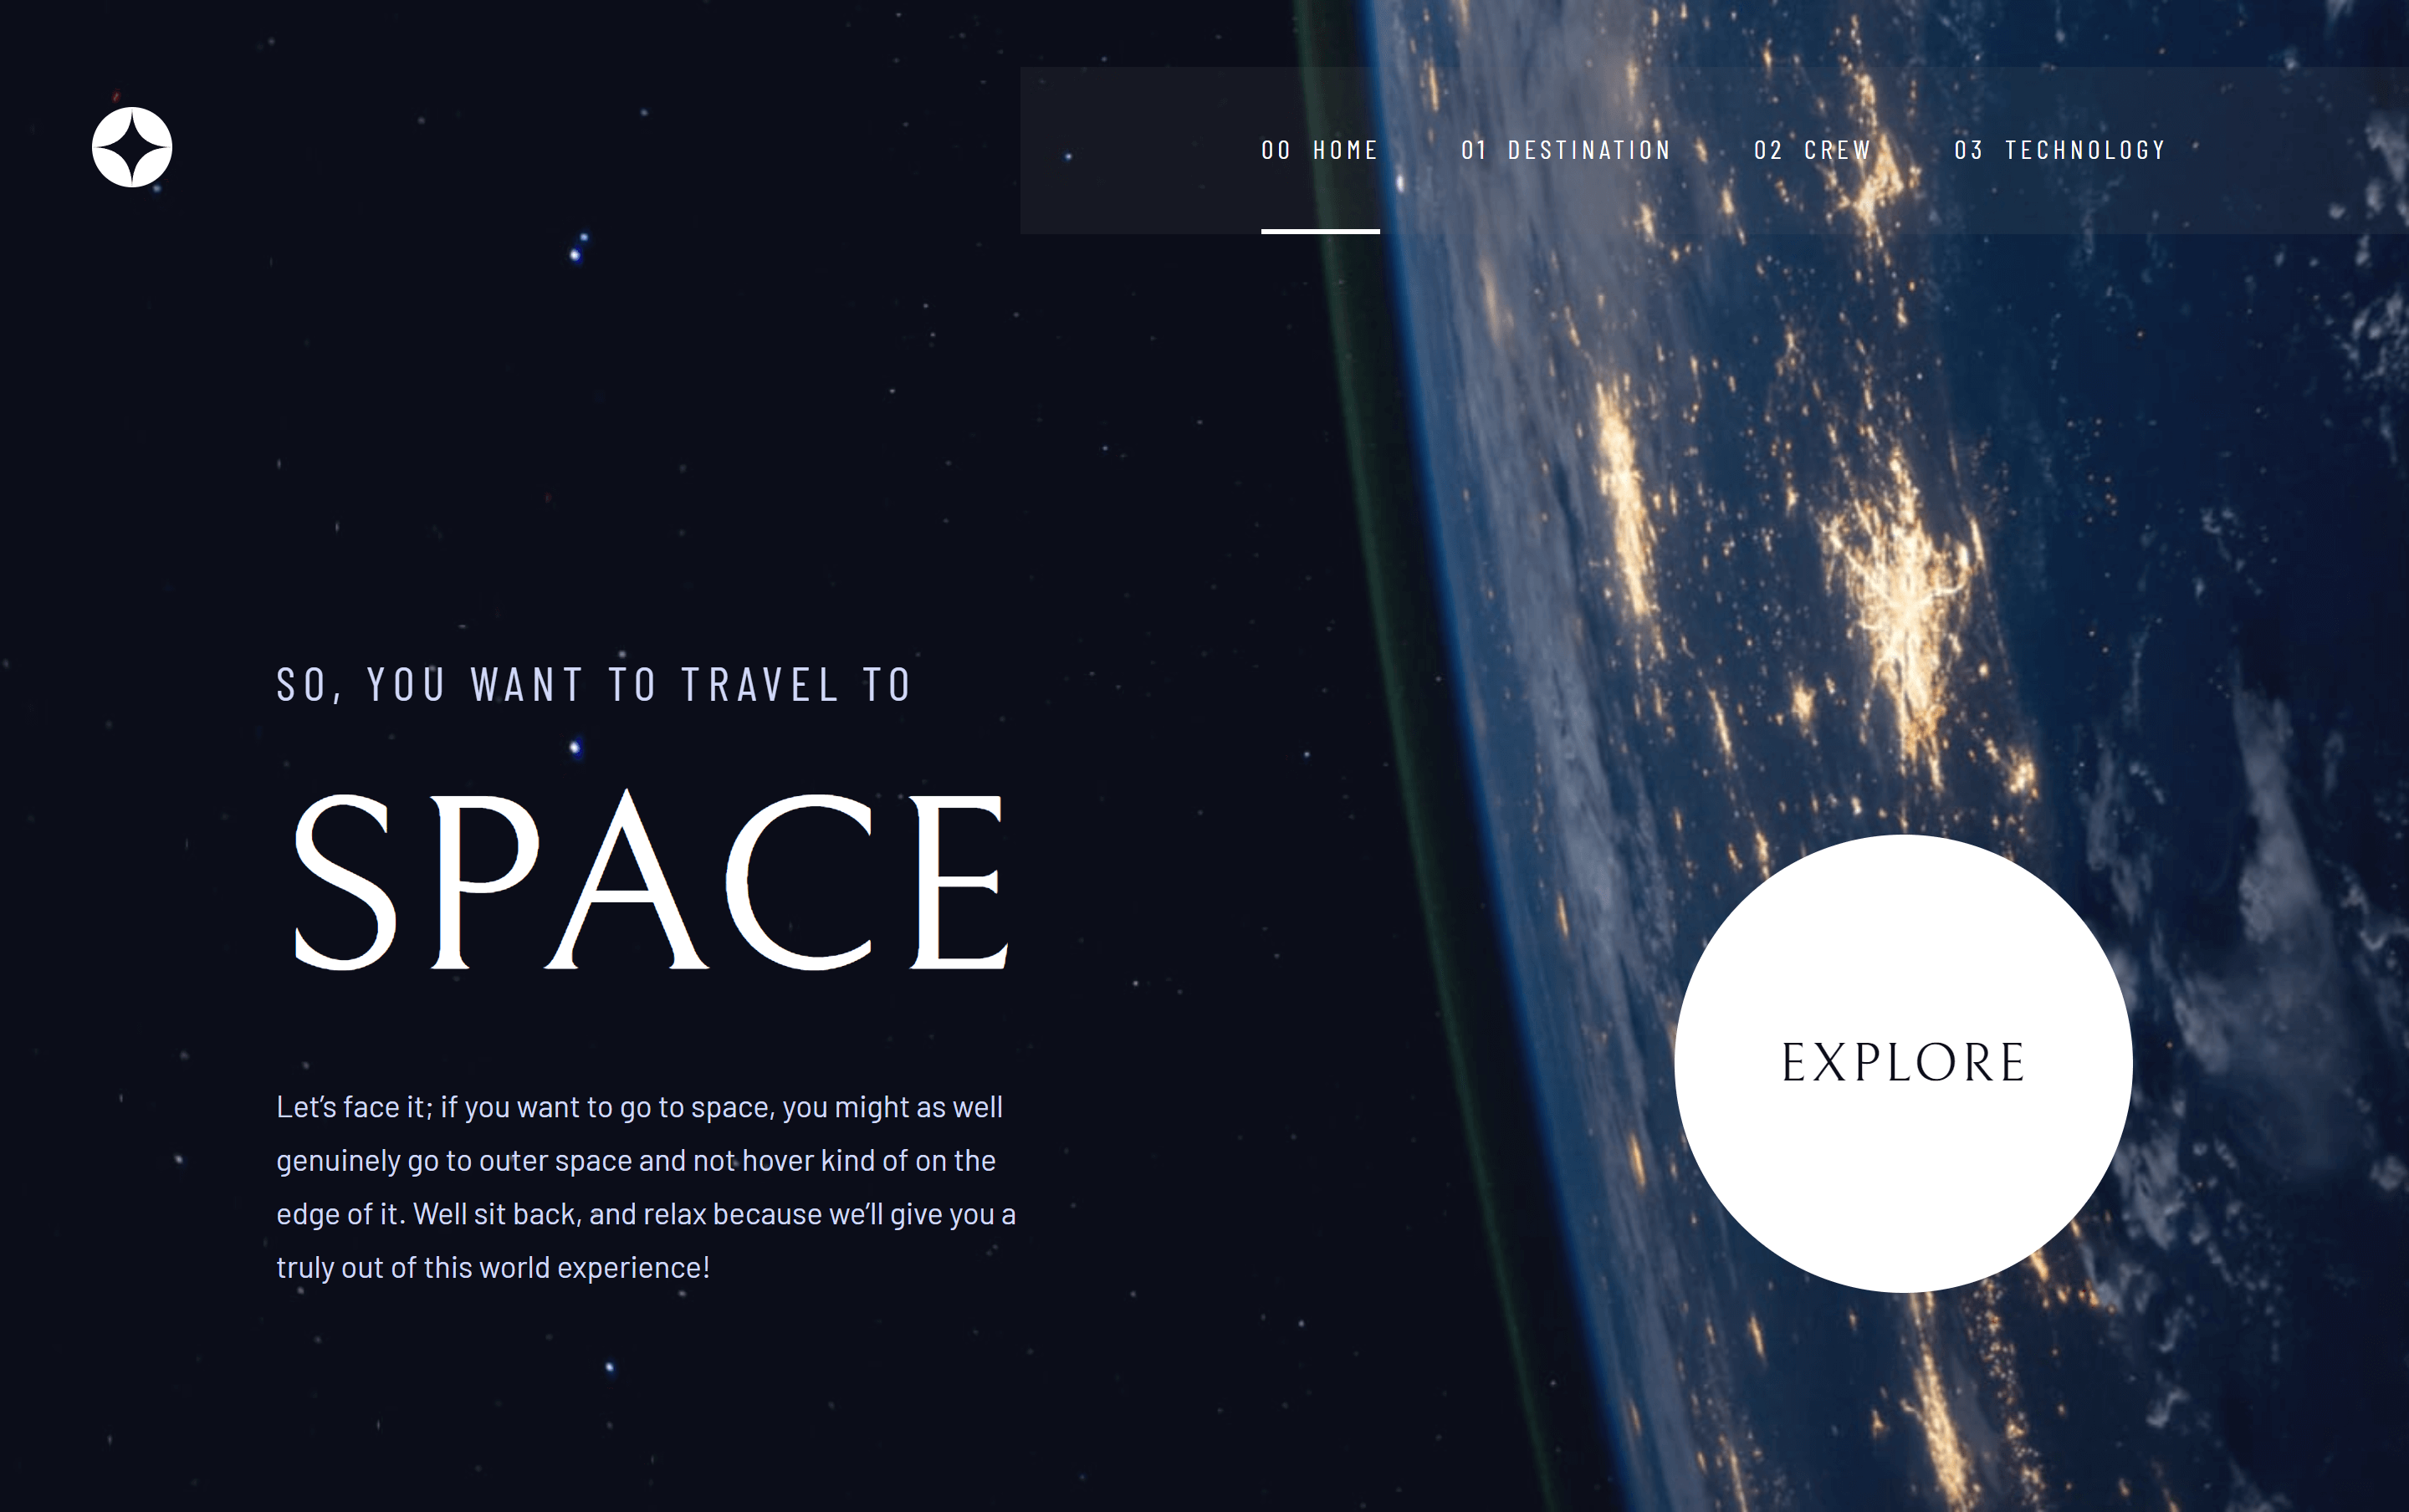 00 HOME 01 DESTINATION 02 CREW 03 TECHNOLOGY
SO, YOU WANT TO TRAVEL TO
SPACE
Let’s face it; if you want to go to space, you might as well
genuinely go to outer space and not hover kind of on the
edge of it. Well sit back, and relax because we’ll give you a
truly out of this world experience!
EXPLORE